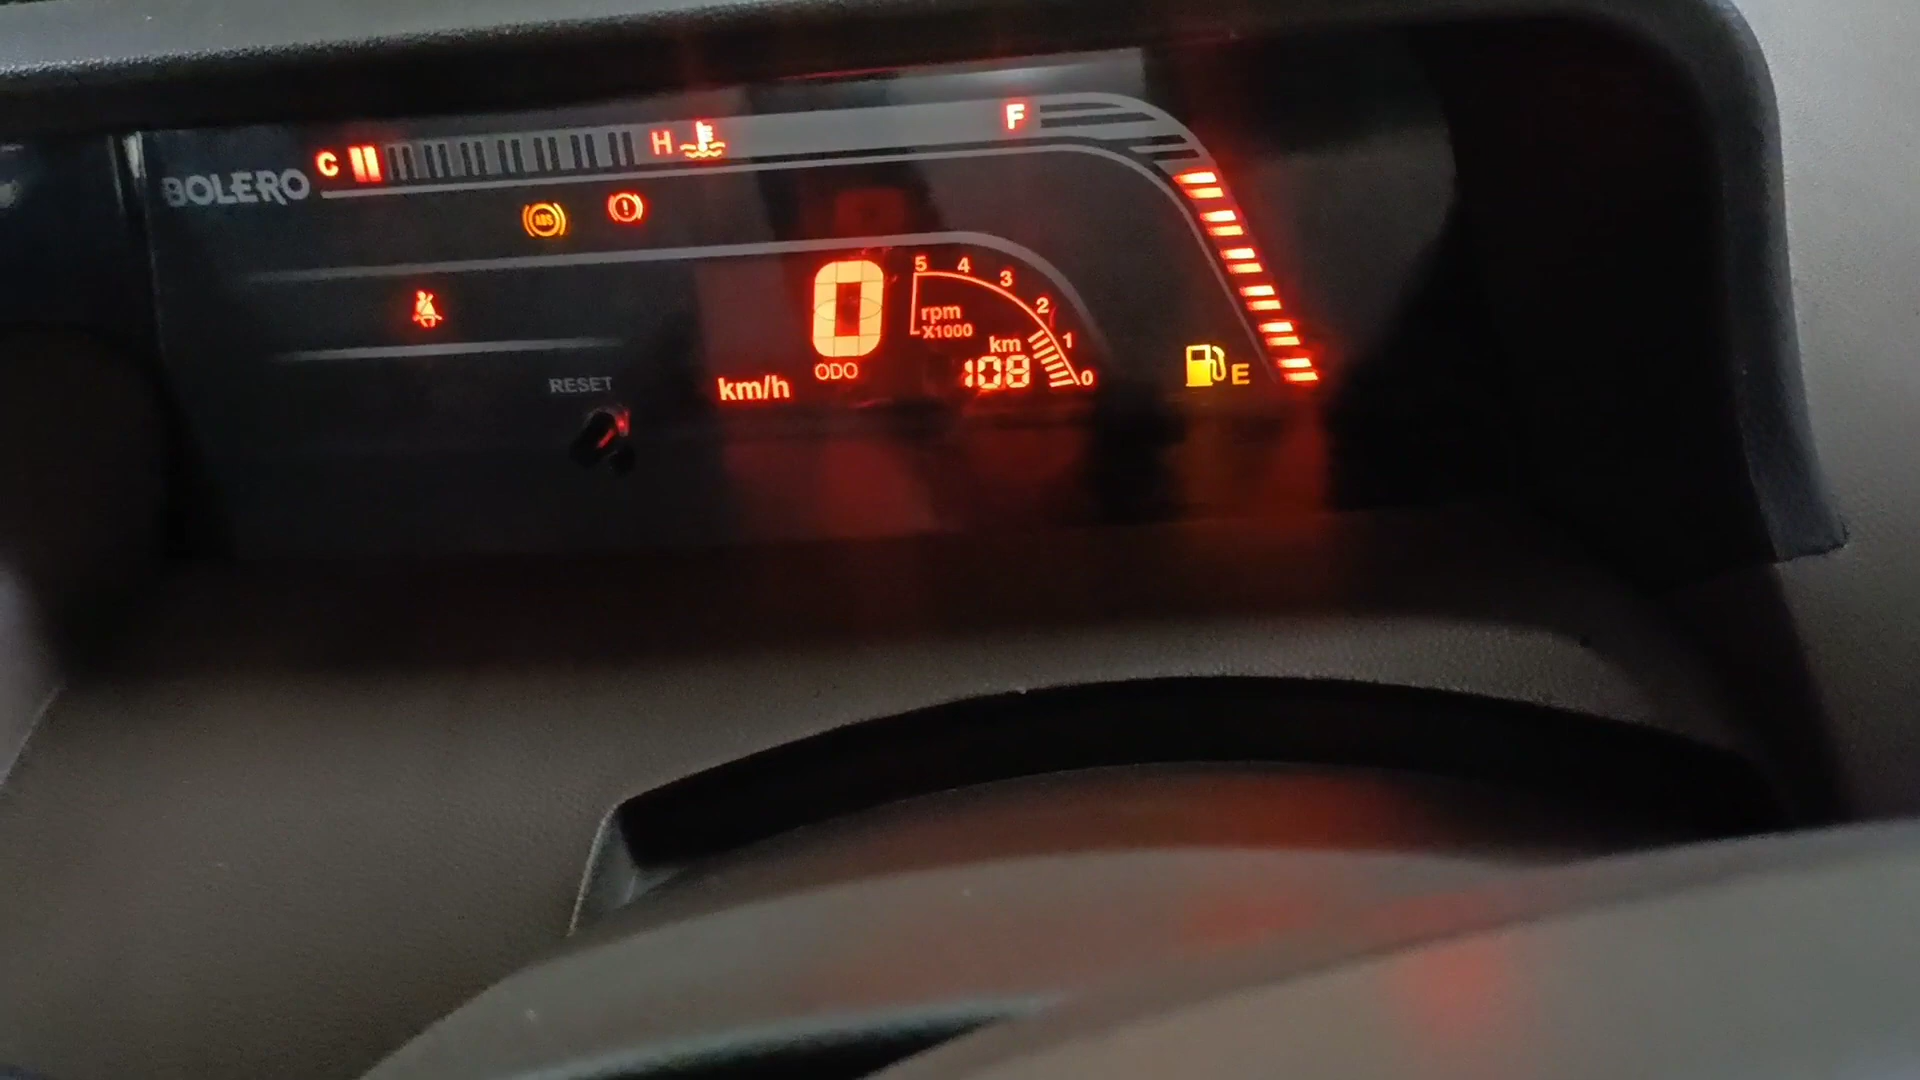 C H F
BOLERO
ABS
5 4 3 2 1 0
0
rpm
X1000
km
108
ODO
km/h
E
RESET